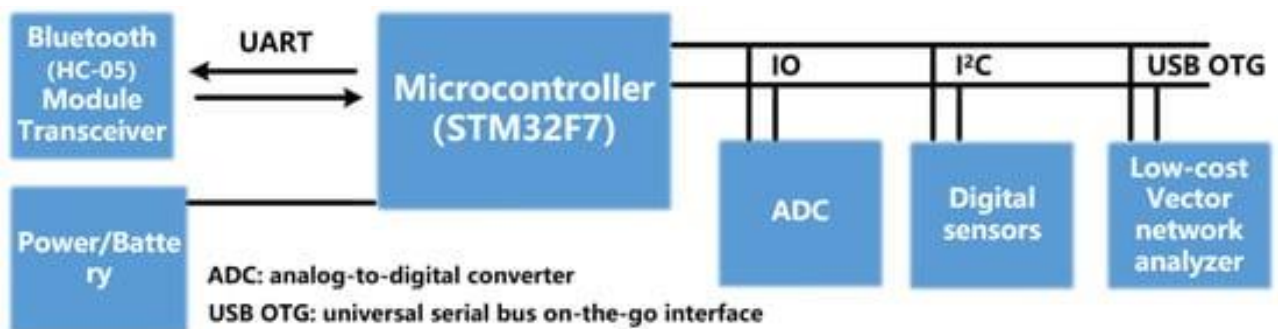 Bluetooth
(HC-05)
Module
Transceiver
UART
Microcontroller
(STM32F7)
IO
I²C
USB OTG
ADC
Digital
sensors
Low-cost
Vector
network
analyzer
Power/Batte
ry
ADC: analog-to-digital converter
USB OTG: universal serial bus on-the-go interface